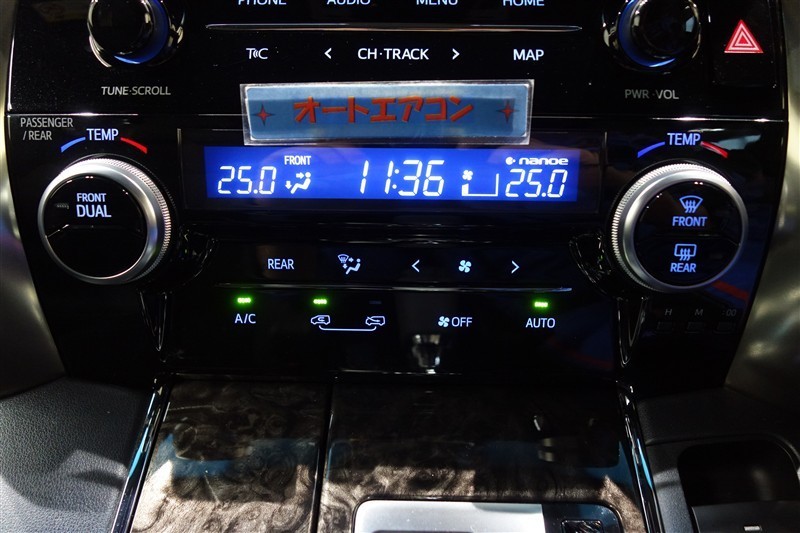 PHONE AUDIO MENU HOME
T C < CH·TRACK > MAP
TUNE·SCROLL PWR·VOL
オートエアコン
PASSENGER
/REAR
TEMP TEMP
FRONT nanoe
25.0 11:36 25.0
FRONT
DUAL
FRONT
REAR
REAR < >
A/C OFF AUTO
H M :00